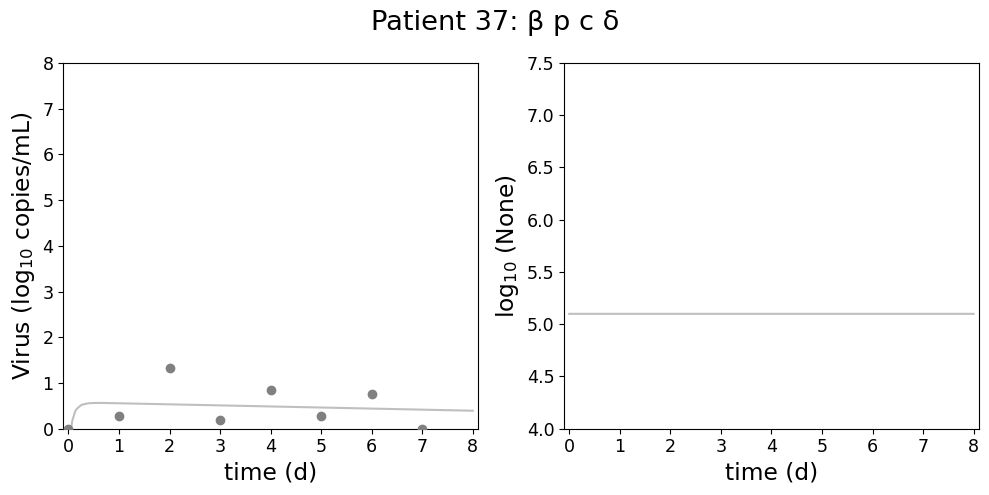 Patient 37: β p c δ
8
7
6
5
4
3
2
1
0
Virus (log10 copies/mL)
0 1 2 3 4 5 6 7 8
time (d)
7.5
7.0
6.5
6.0
5.5
5.0
4.5
4.0
log10 (None)
0 1 2 3 4 5 6 7 8
time (d)